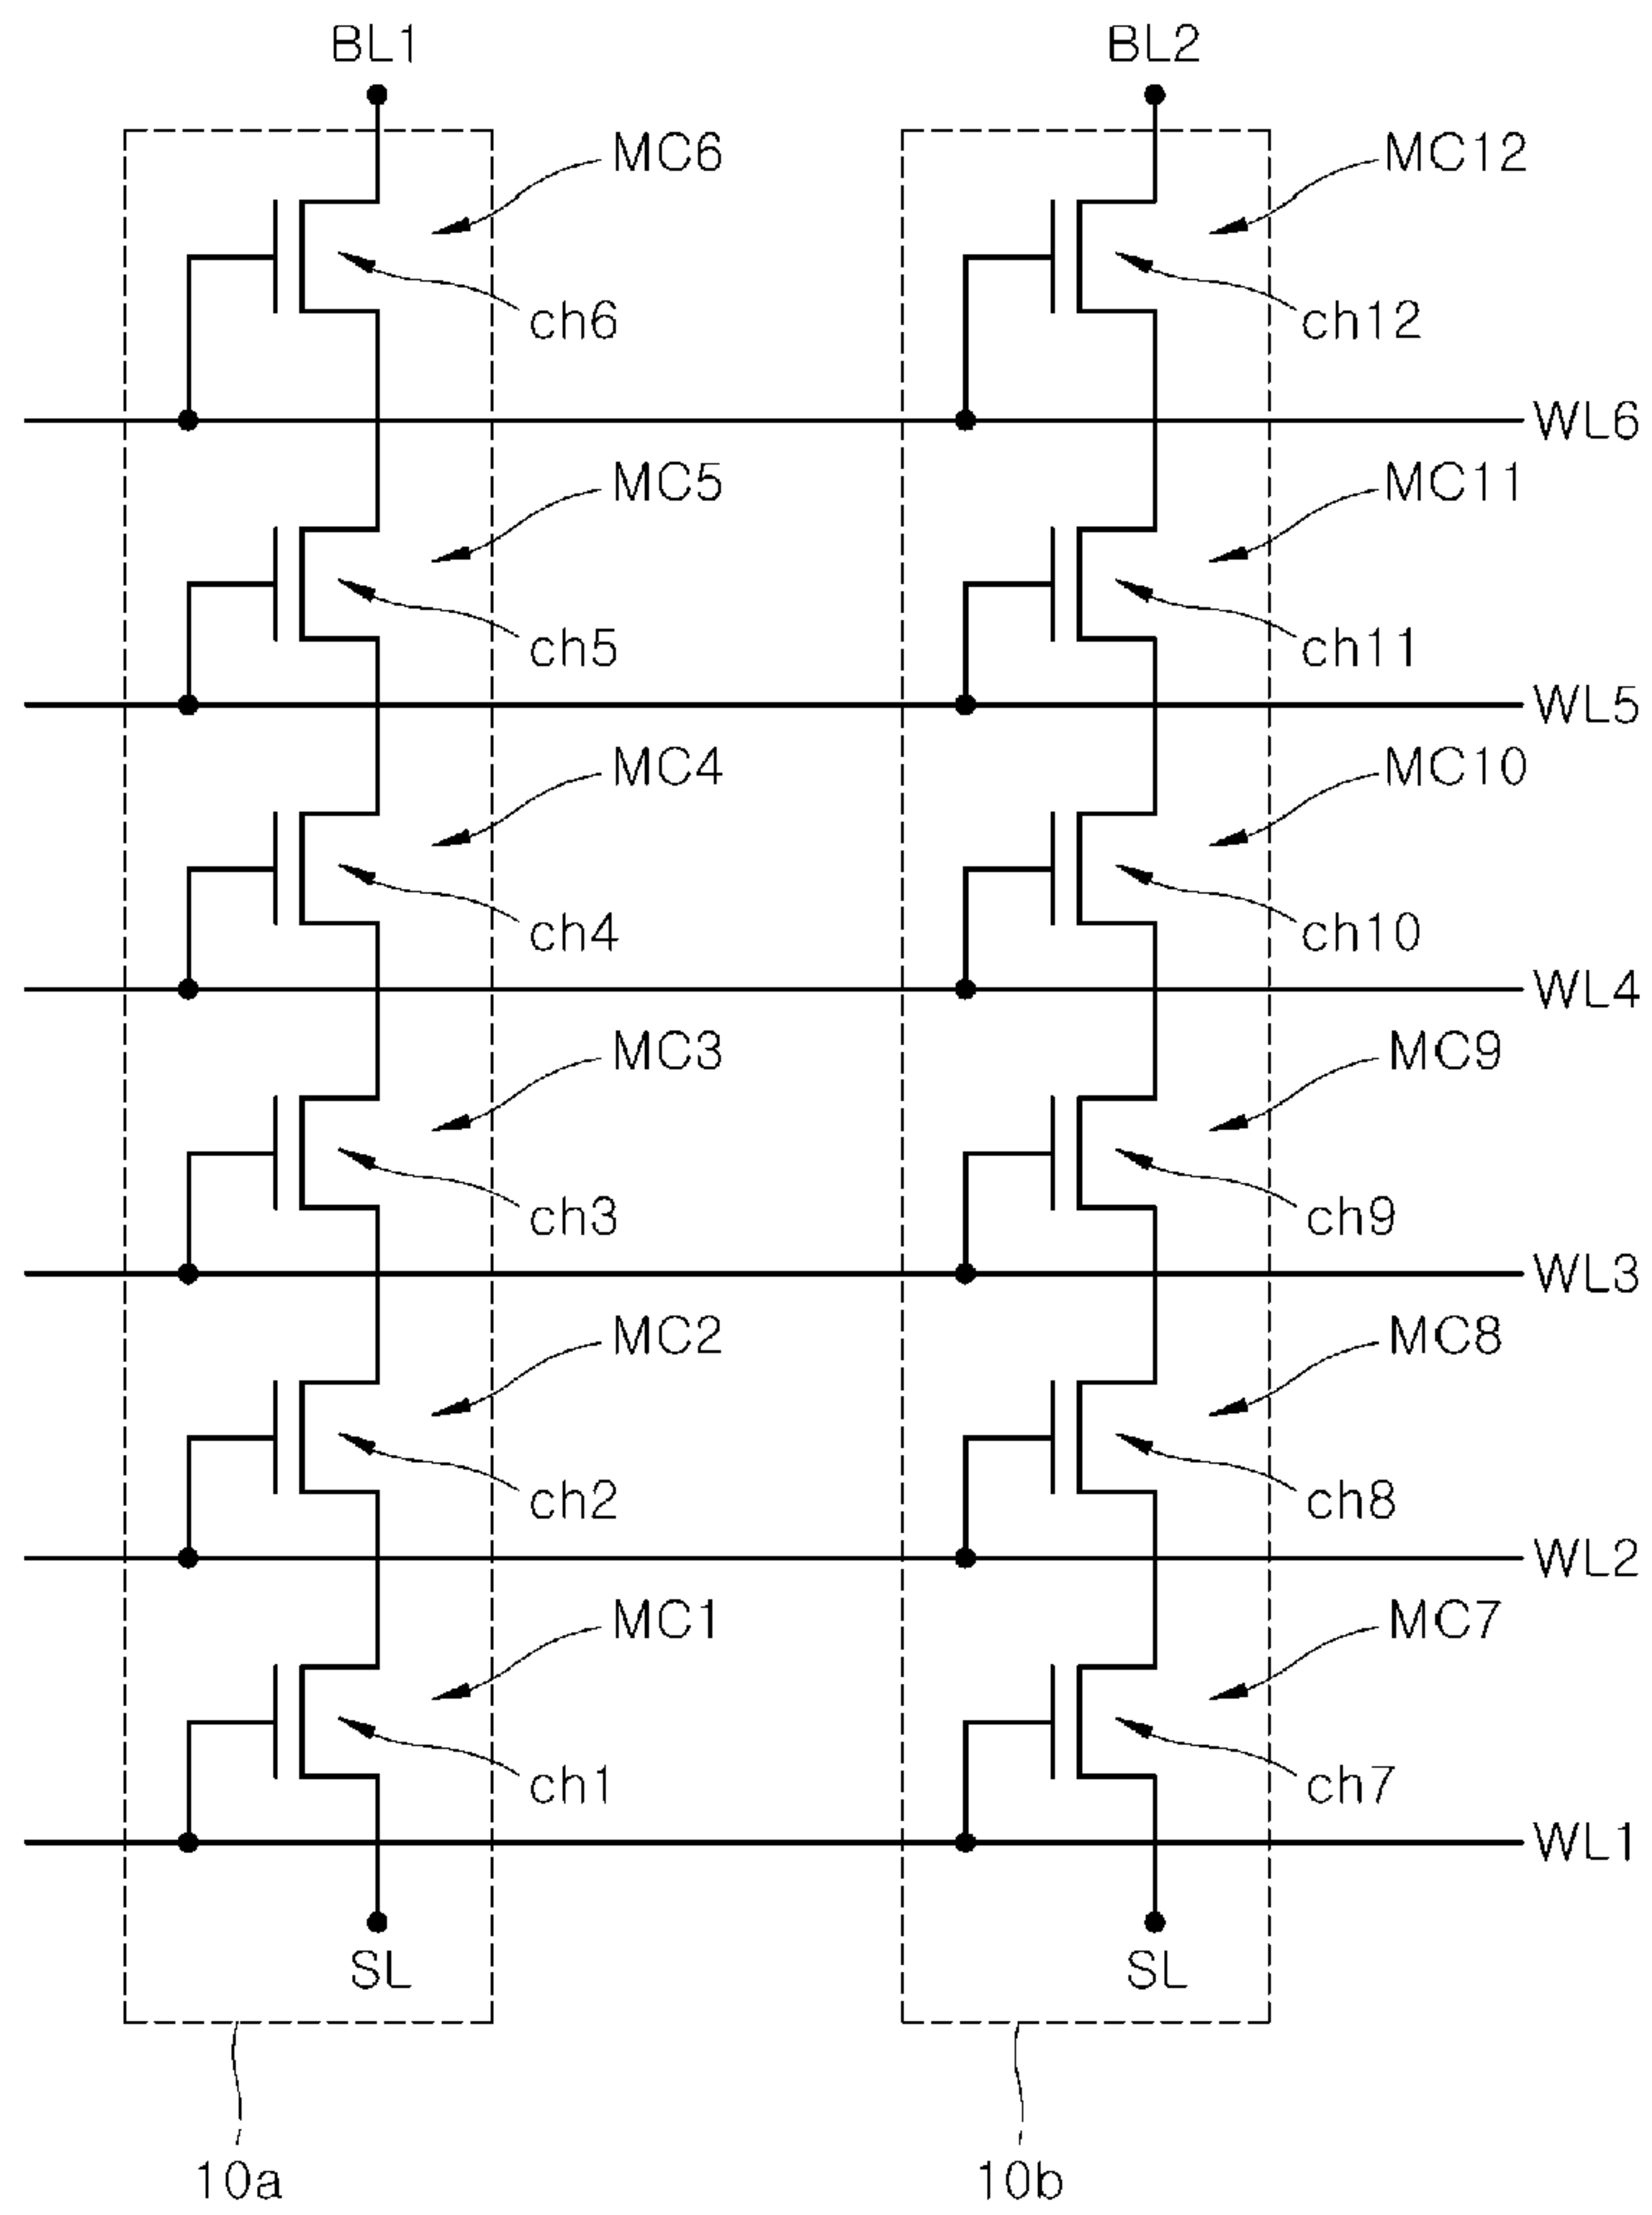 BL1 BL2
MC6 MC12
ch6 ch12
WL6
MC5 MC11
ch5 ch11
WL5
MC4 MC10
ch4 ch10
WL4
MC3 MC9
ch3 ch9
WL3
MC2 MC8
ch2 ch8
WL2
MC1 MC7
ch1 ch7
WL1
SL SL
10a 10b